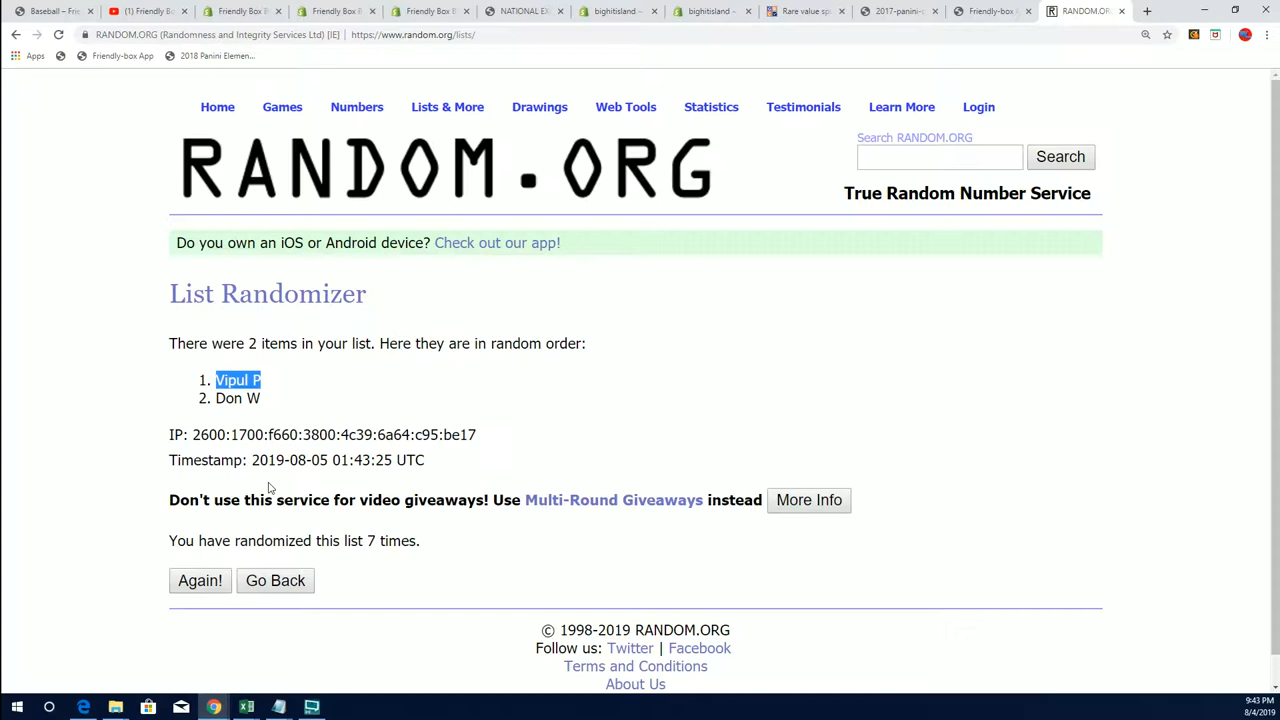 Baseball – Frie
(1) Friendly Bo
Friendly Box B
Friendly Box B
Friendly Box B
NATIONAL EX
bighitisland –
bighitisland –
Rare value sp
2017-panini-c
Friendly-box
RANDOM.OR
RANDOM.ORG (Randomness and Integrity Services Ltd) [IE] | https://www.random.org/lists/
Apps Friendly-box App 2018 Panini Elemen...
Home Games Numbers Lists & More Drawings Web Tools Statistics Testimonials Learn More Login
RANDOM.ORG
Search RANDOM.ORG
Search
True Random Number Service
Do you own an iOS or Android device? Check out our app!
List Randomizer
There were 2 items in your list. Here they are in random order:
1. Vipul P
2. Don W
IP: 2600:1700:f660:3800:4c39:6a64:c95:be17
Timestamp: 2019-08-05 01:43:25 UTC
Don't use this service for video giveaways! Use Multi-Round Giveaways instead More Info
You have randomized this list 7 times.
Again! Go Back
© 1998-2019 RANDOM.ORG
Follow us: Twitter | Facebook
Terms and Conditions
About Us
9:43 PM
8/4/2019